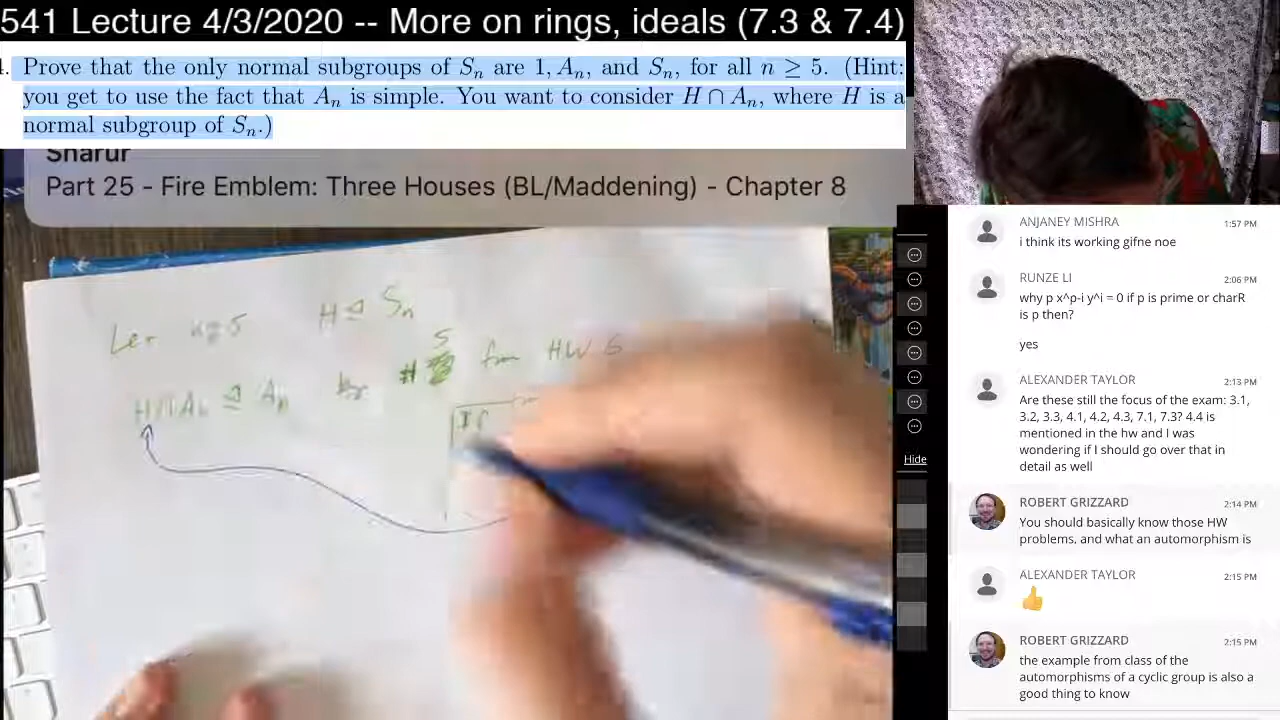 541 Lecture 4/3/2020 -- More on rings, ideals (7.3 & 7.4)
Prove that the only normal subgroups of Sn are 1, An, and Sn, for all n ≥ 5. (Hint:
you get to use the fact that An is simple. You want to consider H ∩ An, where H is a
normal subgroup of Sn.)
Sharur
Part 25 - Fire Emblem: Three Houses (BL/Maddening) - Chapter 8
Let n ≥ 5 H ⊴ Sn
H ∩ An ⊴ An by # 5 from HW 6
If
Hide
ANJANEY MISHRA 1:57 PM
i think its working gifne noe
RUNZE LI 2:06 PM
why p x^p-i y^i = 0 if p is prime or charR
is p then?
yes
ALEXANDER TAYLOR 2:13 PM
Are these still the focus of the exam: 3.1,
3.2, 3.3, 4.1, 4.2, 4.3, 7.1, 7.3? 4.4 is
mentioned in the hw and I was
wondering if I should go over that in
detail as well
ROBERT GRIZZARD 2:14 PM
You should basically know those HW
problems, and what an automorphism is
ALEXANDER TAYLOR 2:15 PM
👍
ROBERT GRIZZARD 2:15 PM
the example from class of the
automorphisms of a cyclic group is also a
good thing to know